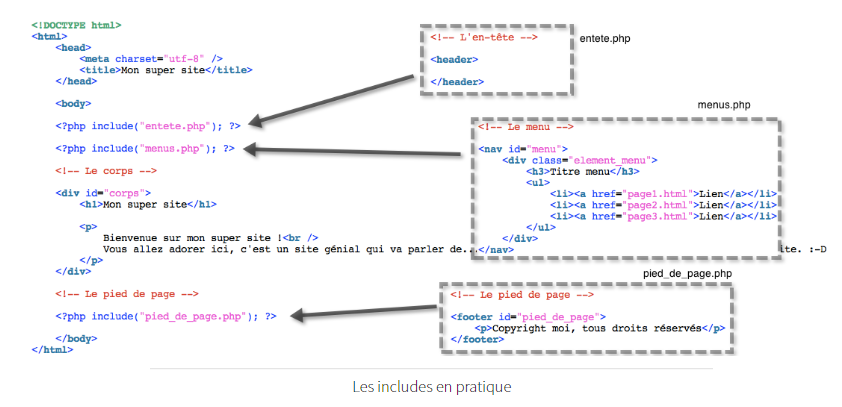 <!DOCTYPE html>
<html>
<head>
<meta charset="utf-8" />
<title>Mon super site</title>
</head>
<body>
<?php include("entete.php"); ?>
<?php include("menus.php"); ?>
<!-- Le corps -->
<div id="corps">
<h1>Mon super site</h1>
<p>
Bienvenue sur mon super site !<br />
Vous allez adorer ici, c'est un site génial qui va parler de... ite. :-D
</p>
</div>
<!-- Le pied de page -->
<?php include("pied_de_page.php"); ?>
</body>
</html>
entete.php
<!-- L'en-tête -->
<header>
</header>
menus.php
<!-- Le menu -->
<nav id="menu">
<div class="element_menu">
<h3>Titre menu</h3>
<ul>
<li><a href="page1.html">Lien</a></li>
<li><a href="page2.html">Lien</a></li>
<li><a href="page3.html">Lien</a></li>
</ul>
</div>
</nav>
pied_de_page.php
<!-- Le pied de page -->
<footer id="pied_de_page">
<p>Copyright moi, tous droits réservés</p>
</footer>
Les includes en pratique